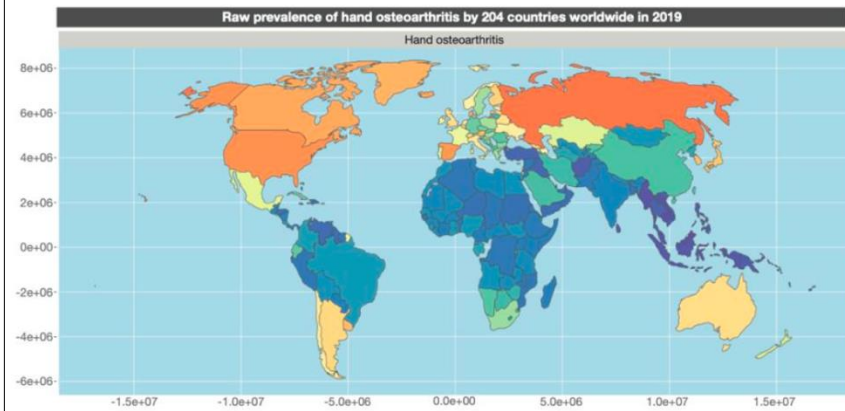 Raw prevalence of hand osteoarthritis by 204 countries worldwide in 2019
Hand osteoarthritis
8e+06
6e+06
4e+06
2e+06
0e+00
-2e+06
-4e+06
-6e+06
-1.5e+07 -1.0e+07 -5.0e+06 0.0e+00 5.0e+06 1.0e+07 1.5e+07